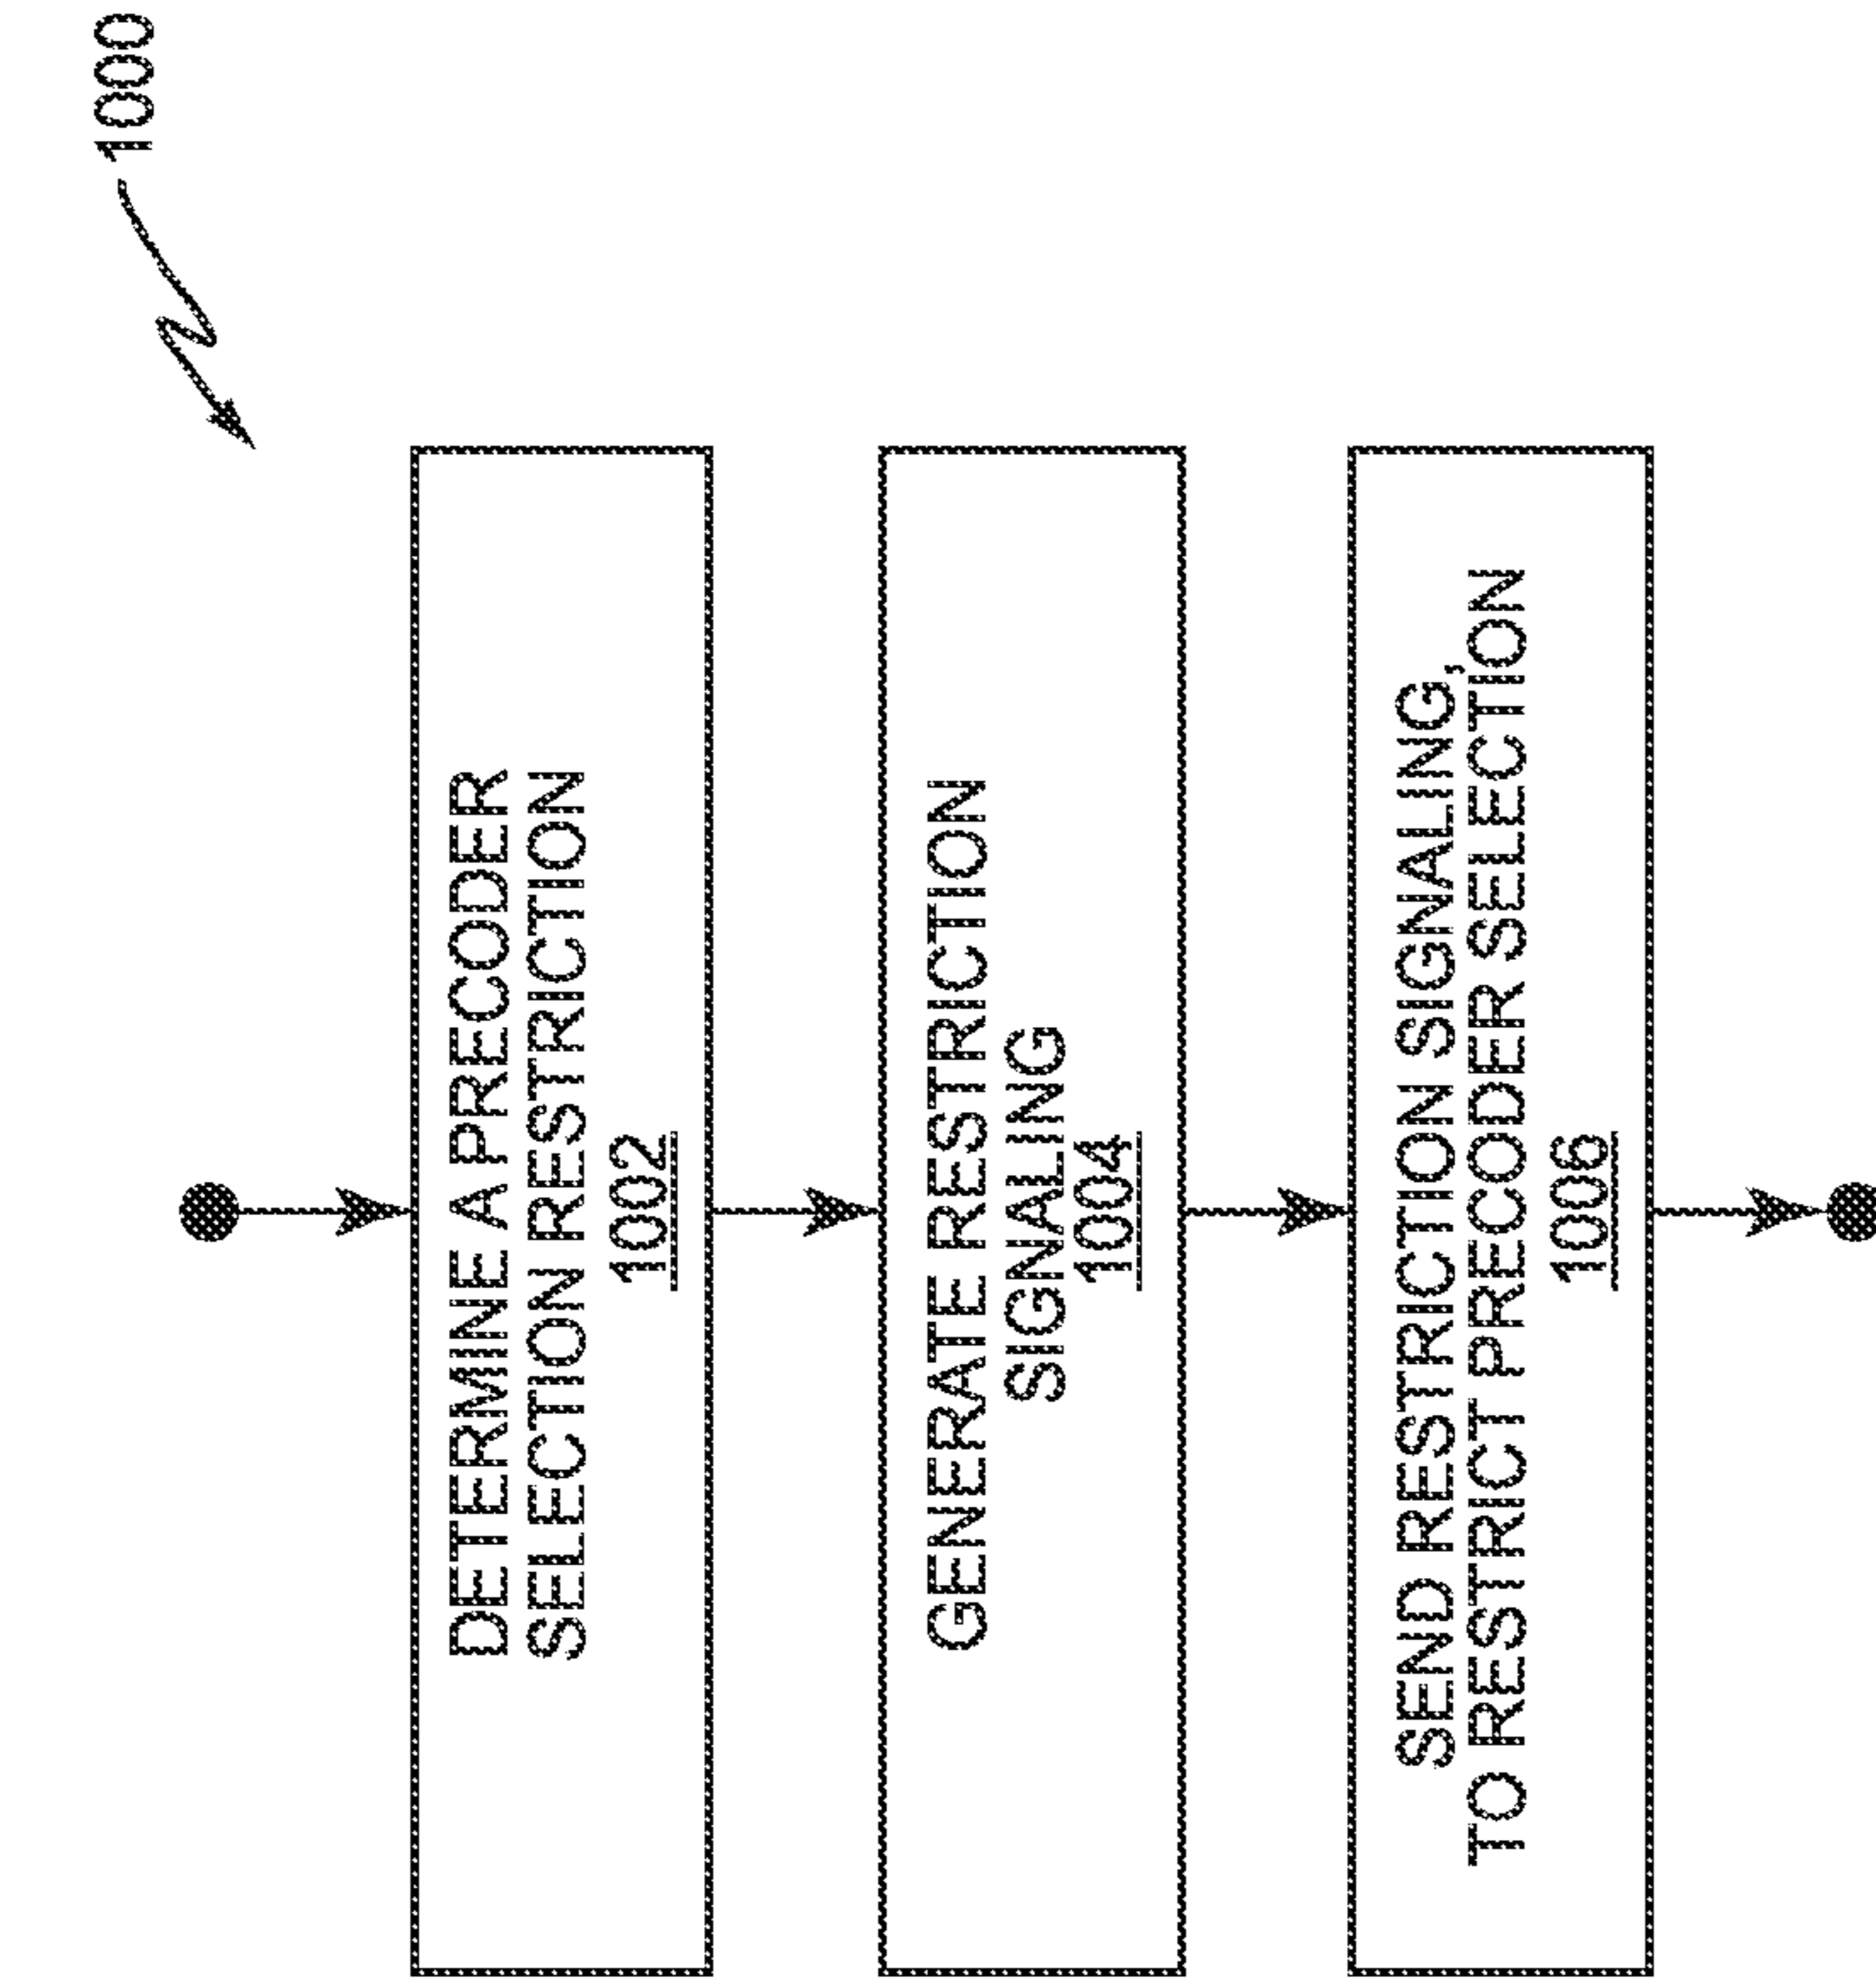 1000
DETERMINE A PRECODER
SELECTION RESTRICTION
1002
GENERATE RESTRICTION
SIGNALING
1004
SEND RESTRICTION SIGNALING,
TO RESTRICT PRECODER SELECTION
1006